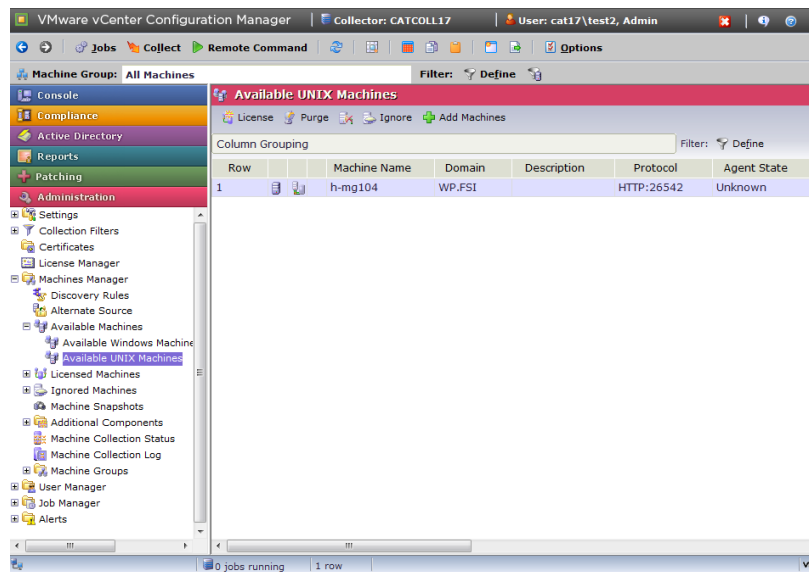 VMware vCenter Configuration Manager
Collector: CATCOLL17
User: cat17\test2, Admin
Jobs Collect Remote Command Options
Machine Group: All Machines Filter: Define
Console
Compliance
Active Directory
Reports
Patching
Administration
Settings
Collection Filters
Certificates
License Manager
Machines Manager
Discovery Rules
Alternate Source
Available Machines
Available Windows Machine
Available UNIX Machines
Licensed Machines
Ignored Machines
Machine Snapshots
Additional Components
Machine Collection Status
Machine Collection Log
Machine Groups
User Manager
Job Manager
Alerts
Available UNIX Machines
License Purge Ignore Add Machines
Column Grouping Filter: Define
Row Machine Name Domain Description Protocol Agent State
1 h-mg104 WP.FSI HTTP:26542 Unknown
0 jobs running 1 row